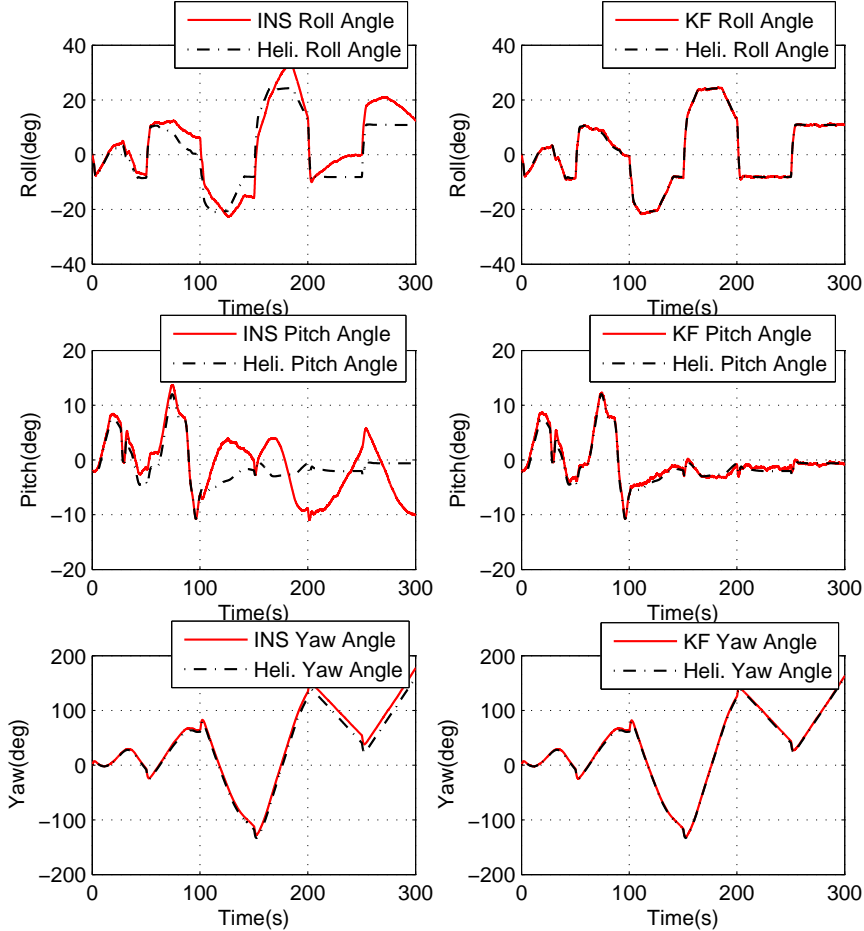 INS Roll Angle
Heli. Roll Angle
40
20
0
−20
−40
Roll(deg)
0
100
200
300
Time(s)
KF Roll Angle
Heli. Roll Angle
40
20
0
−20
−40
Roll(deg)
0
100
200
300
Time(s)
INS Pitch Angle
Heli. Pitch Angle
20
10
0
−10
−20
Pitch(deg)
0
100
200
300
Time(s)
KF Pitch Angle
Heli. Pitch Angle
20
10
0
−10
−20
Pitch(deg)
0
100
200
300
Time(s)
INS Yaw Angle
Heli. Yaw Angle
200
100
0
−100
−200
Yaw(deg)
0
100
200
300
Time(s)
KF Yaw Angle
Heli. Yaw Angle
200
100
0
−100
−200
Yaw(deg)
0
100
200
300
Time(s)